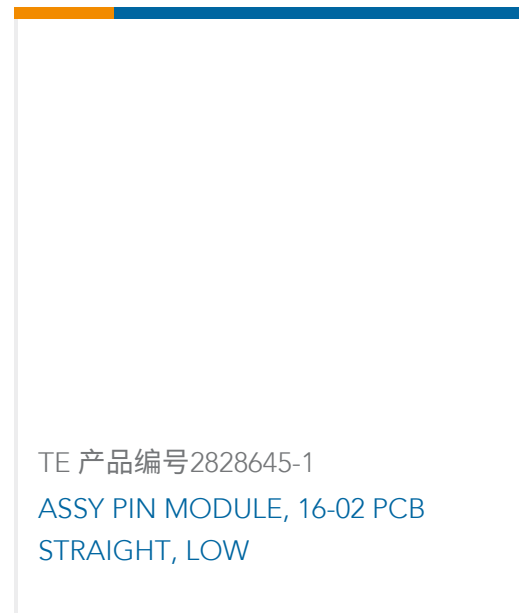 TE 产品编号2828645-1
ASSY PIN MODULE, 16-02 PCB
STRAIGHT, LOW